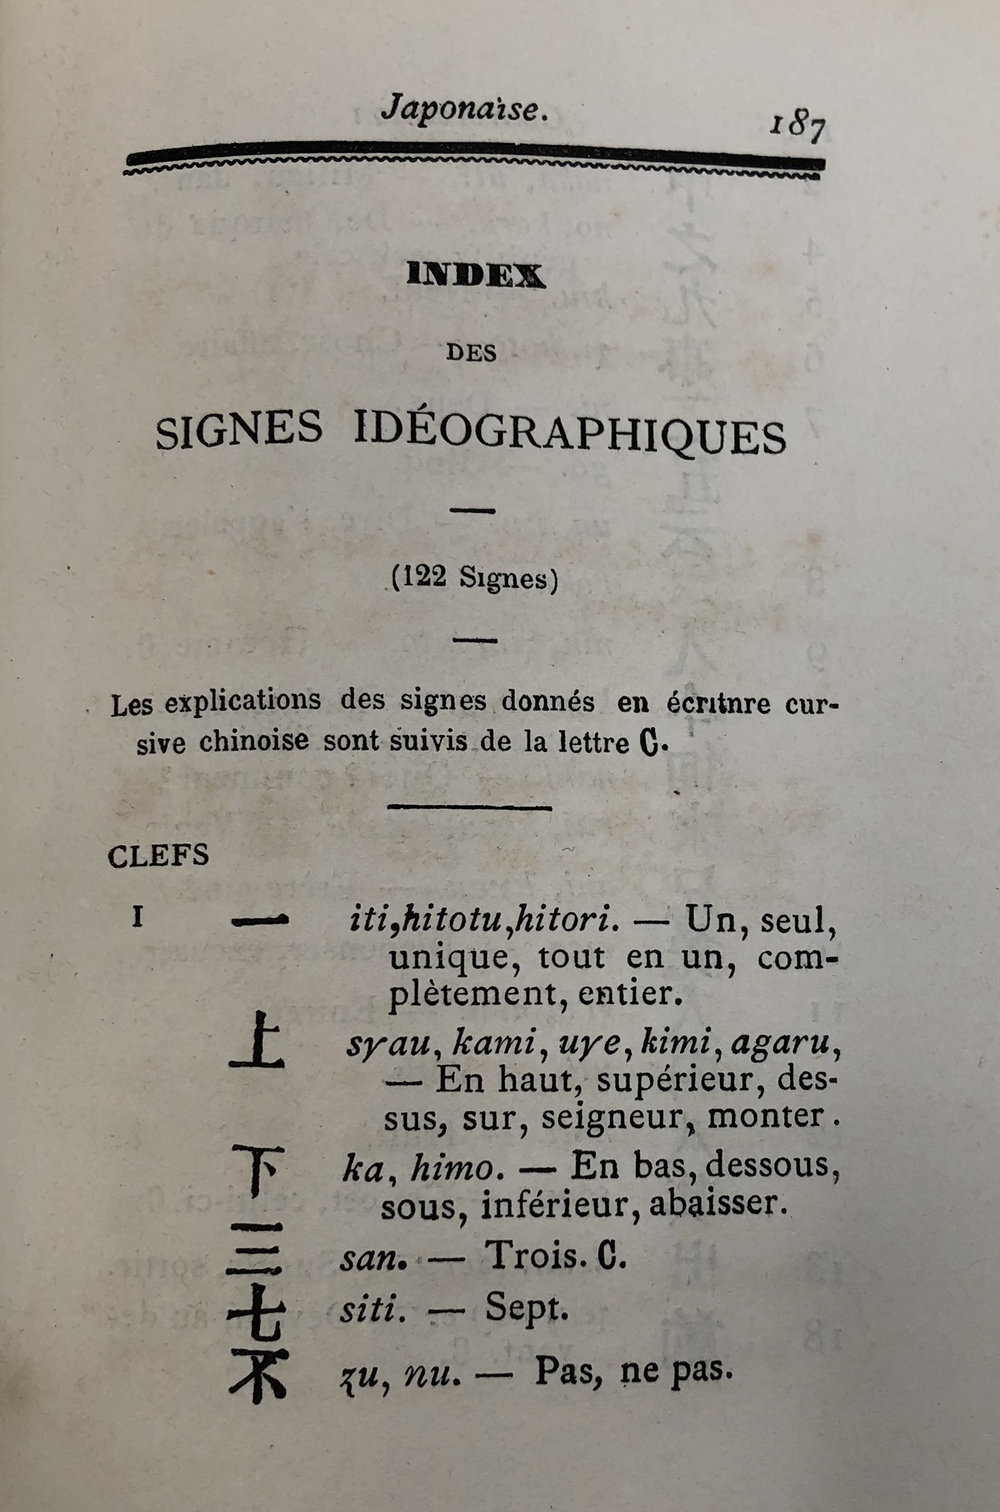 Japonaise.
187
INDEX
DES
SIGNES IDÉOGRAPHIQUES
(122 Signes)
Les explications des signes donnés en écritnre cur-
sive chinoise sont suivis de la lettre C.
CLEFS
I 一 iti,hitotu,hitori. — Un, seul,
unique, tout en un, com-
plètement, entier.
上 syau, kami, uye, kimi, agaru,
— En haut, supérieur, des-
sus, sur, seigneur, monter.
下 ka, himo. — En bas, dessous,
sous, inférieur, abaisser.
三 san. — Trois. C.
七 siti. — Sept.
不 zu, nu. — Pas, ne pas.